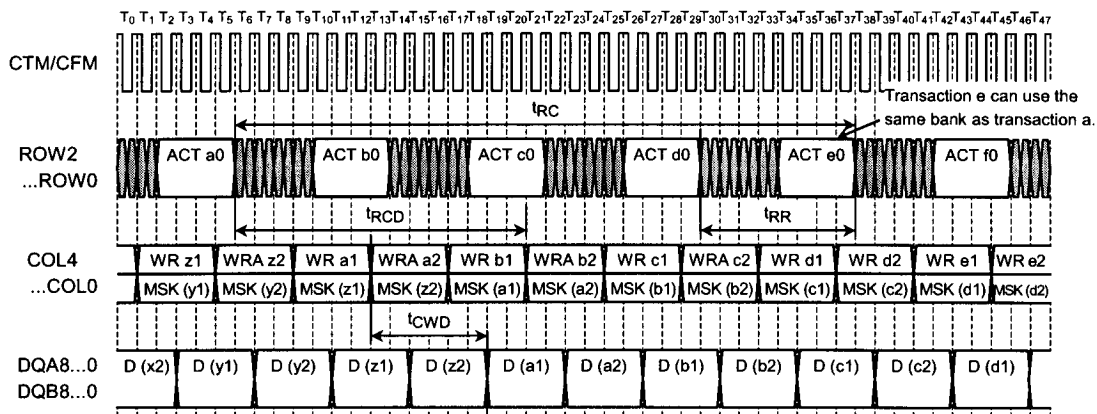 T0 T1 T2 T3 T4 T5 T6 T7 T8 T9 T10 T11 T12 T13 T14 T15 T16 T17 T18 T19 T20 T21 T22 T23 T24 T25 T26 T27 T28 T29 T30 T31 T32 T33 T34 T35 T36 T37 T38 T39 T40 T41 T42 T43 T44 T45 T46 T47
CTM/CFM
tRC
Transaction e can use the
same bank as transaction a.
ROW2
...ROW0
ACT a0 ACT b0 ACT c0 ACT d0 ACT e0 ACT f0
tRCD tRR
COL4
...COL0
WR z1 WRA z2 WR a1 WRA a2 WR b1 WRA b2 WR c1 WRA c2 WR d1 WR d2 WR e1 WR e2
MSK (y1) MSK (y2) MSK (z1) MSK (z2) MSK (a1) MSK (a2) MSK (b1) MSK (b2) MSK (c1) MSK (c2) MSK (d1) MSK (d2)
tCWD
DQA8...0
DQB8...0
D (x2) D (y1) D (y2) D (z1) D (z2) D (a1) D (a2) D (b1) D (b2) D (c1) D (c2) D (d1)